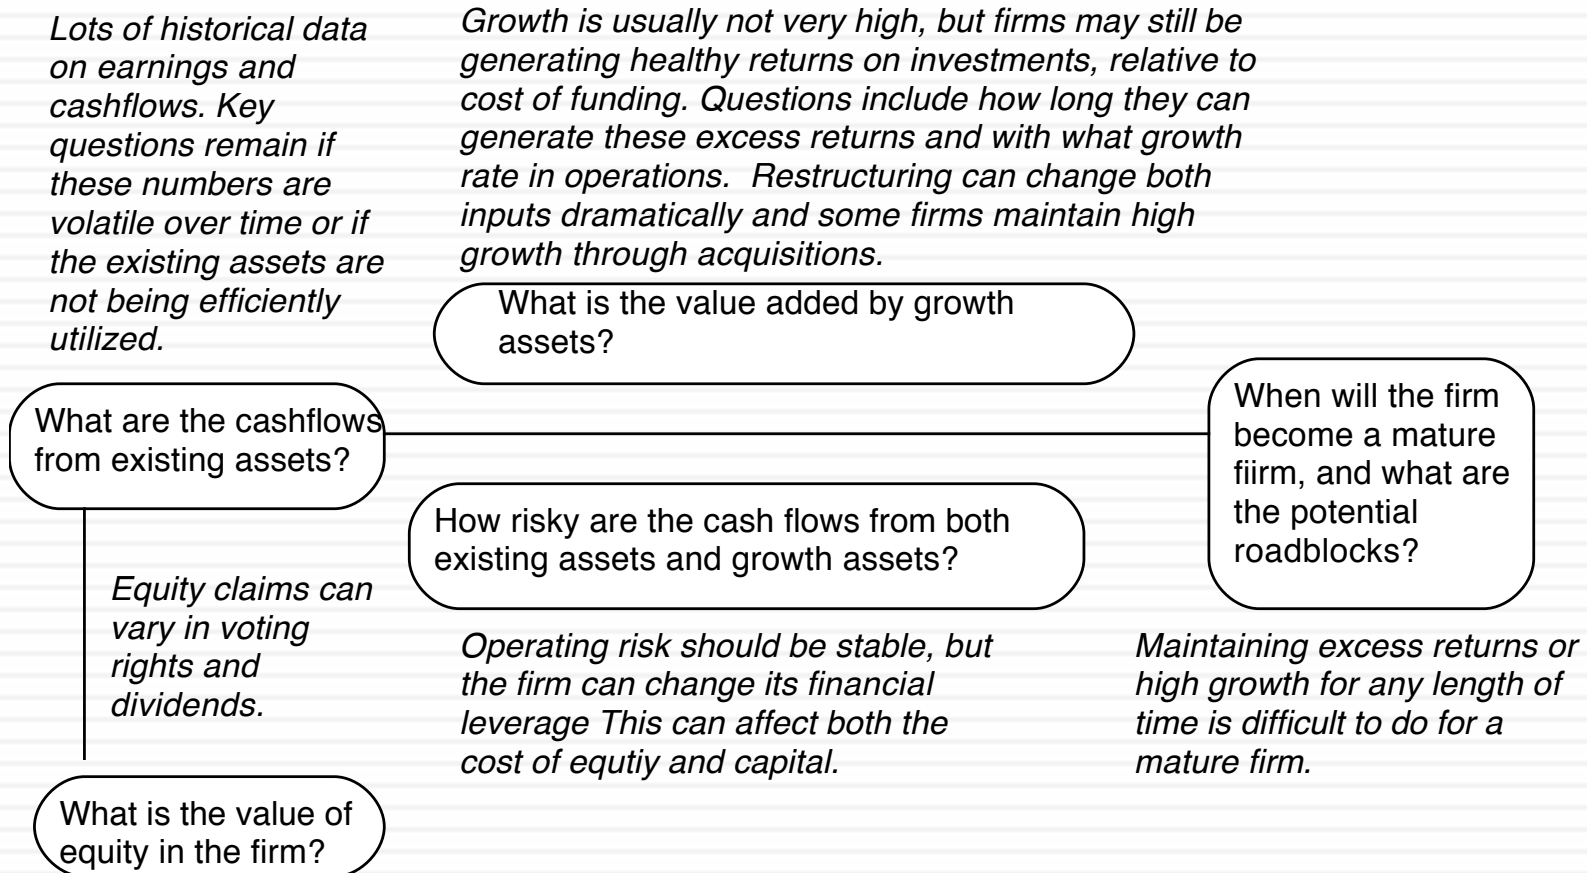 Lots of historical data
on earnings and
cashflows. Key
questions remain if
these numbers are
volatile over time or if
the existing assets are
not being efficiently
utilized.
Growth is usually not very high, but firms may still be
generating healthy returns on investments, relative to
cost of funding. Questions include how long they can
generate these excess returns and with what growth
rate in operations.  Restructuring can change both
inputs dramatically and some firms maintain high
growth through acquisitions.
What is the value added by growth
assets?
What are the cashflows
from existing assets?
When will the firm
become a mature
fiirm, and what are
the potential
roadblocks?
How risky are the cash flows from both
existing assets and growth assets?
Equity claims can
vary in voting
rights and
dividends.
Operating risk should be stable, but
the firm can change its financial
leverage This can affect both the
cost of equtiy and capital.
Maintaining excess returns or
high growth for any length of
time is difficult to do for a
mature firm.
What is the value of
equity in the firm?